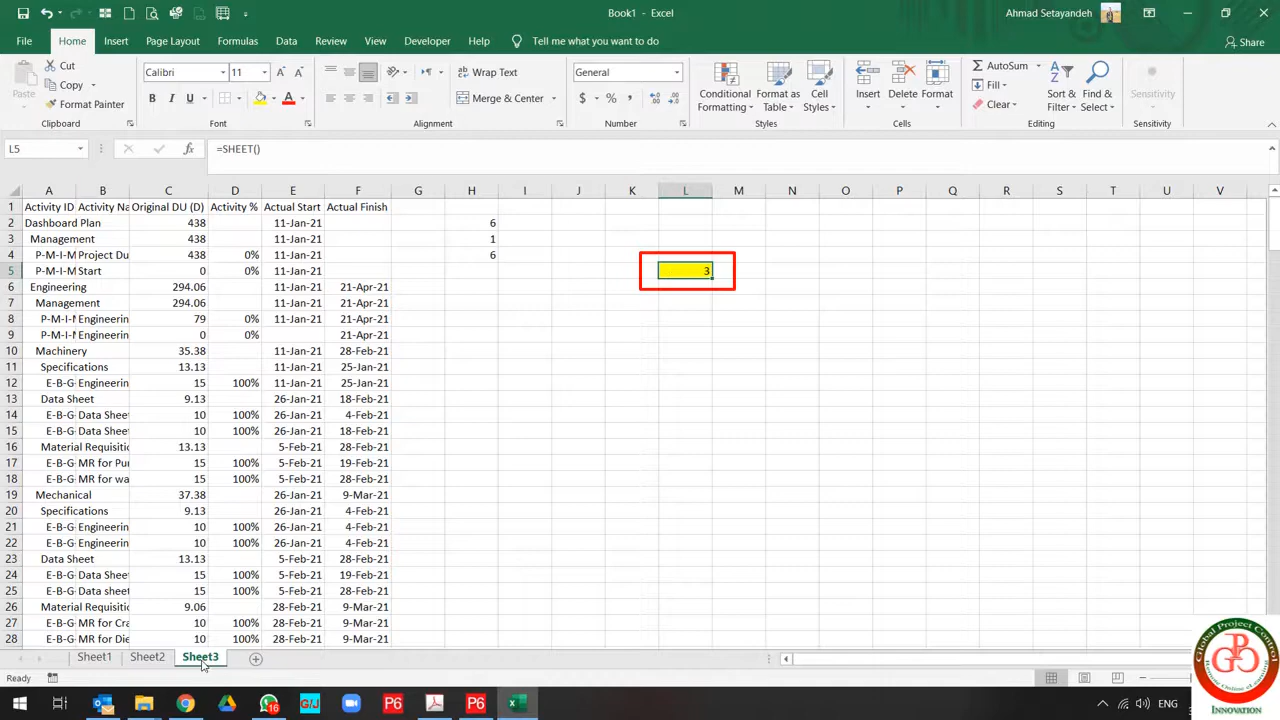 Book1 - Excel
Ahmad Setayandeh
File Home Insert Page Layout Formulas Data Review View Developer Help Tell me what you want to do Share
Cut
Copy
Format Painter
Paste
Calibri 11
B I U
Wrap Text
Merge & Center
General
$ % ,
Conditional Formatting
Format as Table
Cell Styles
Insert Delete Format
AutoSum
Fill
Clear
Sort & Filter
Find & Select
Sensitivity
Clipboard Font Alignment Number Styles Cells Editing Sensitivity
L5 fx =SHEET()
A B C D E F G H I J K L M N O P Q R S T U V
1 Activity ID Activity Na Original DU (D) Activity % Actual Start Actual Finish
2 Dashboard Plan 438 11-Jan-21 6
3 Management 438 11-Jan-21 1
4 P-M-I-M Project Du 438 0% 11-Jan-21 6
5 P-M-I-M Start 0 0% 11-Jan-21 3
6 Engineering 294.06 11-Jan-21 21-Apr-21
7 Management 294.06 11-Jan-21 21-Apr-21
8 P-M-I-M Engineerin 79 0% 11-Jan-21 21-Apr-21
9 P-M-I-M Engineerin 0 0% 21-Apr-21
10 Machinery 35.38 11-Jan-21 28-Feb-21
11 Specifications 13.13 11-Jan-21 25-Jan-21
12 E-B-G Engineerin 15 100% 11-Jan-21 25-Jan-21
13 Data Sheet 9.13 26-Jan-21 18-Feb-21
14 E-B-G Data Sheet 10 100% 26-Jan-21 4-Feb-21
15 E-B-G Data Sheet 10 100% 26-Jan-21 18-Feb-21
16 Material Requisitic 13.13 5-Feb-21 28-Feb-21
17 E-B-G MR for Pur 15 100% 5-Feb-21 19-Feb-21
18 E-B-G MR for wa 15 100% 5-Feb-21 28-Feb-21
19 Mechanical 37.38 26-Jan-21 9-Mar-21
20 Specifications 9.13 26-Jan-21 4-Feb-21
21 E-B-G Engineerin 10 100% 26-Jan-21 4-Feb-21
22 E-B-G Engineerin 10 100% 26-Jan-21 4-Feb-21
23 Data Sheet 13.13 5-Feb-21 28-Feb-21
24 E-B-G Data Sheet 15 100% 5-Feb-21 19-Feb-21
25 E-B-G Data sheet 15 100% 5-Feb-21 28-Feb-21
26 Material Requisitic 9.06 28-Feb-21 9-Mar-21
27 E-B-G MR for Cra 10 100% 28-Feb-21 9-Mar-21
28 E-B-G MR for Die 10 100% 28-Feb-21 9-Mar-21
Sheet1 Sheet2 Sheet3
Ready
16 G/J P6 P6 ENG
Global Project Control
Remote Online eLearning
GPC
INNOVATION